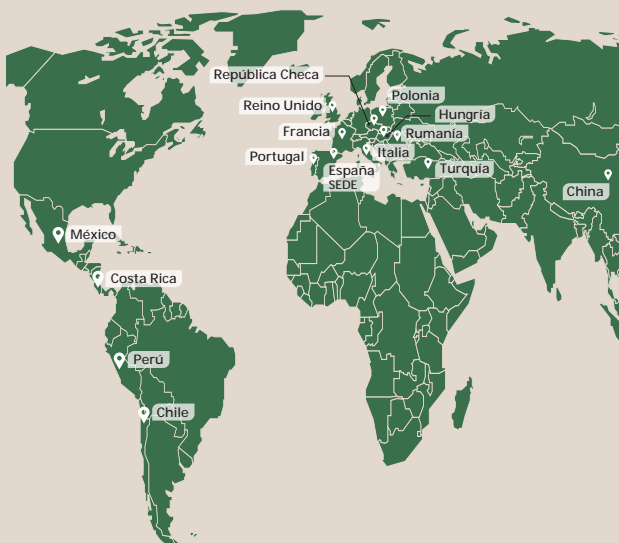 República Checa
Polonia
Reino Unido
Hungría
Francia
Rumanía
Italia
Portugal
España
SEDE
Turquía
China
México
Costa Rica
Perú
Chile